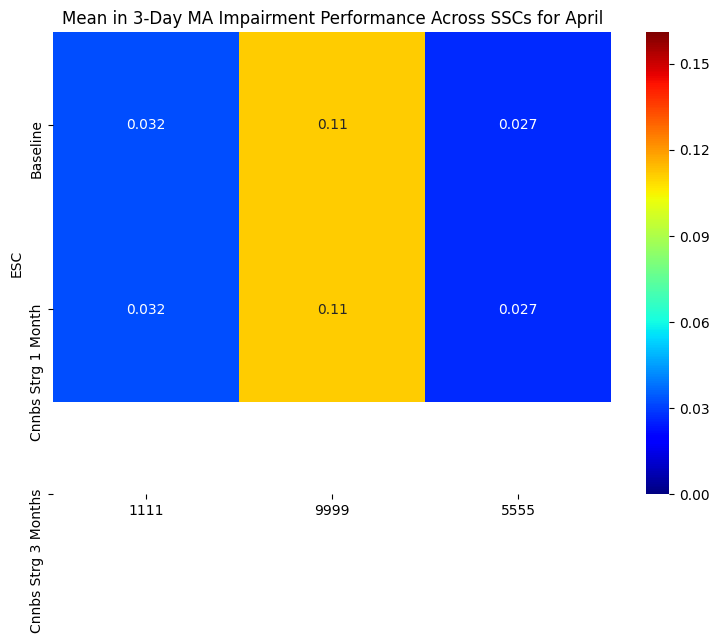 Mean in 3-Day MA Impairment Performance Across SSCs for April
ESC
Baseline
Cnnbs Strg 1 Month
Cnnbs Strg 3 Months
0.032 0.11 0.027
0.032 0.11 0.027
1111 9999 5555
0.15
0.12
0.09
0.06
0.03
0.00